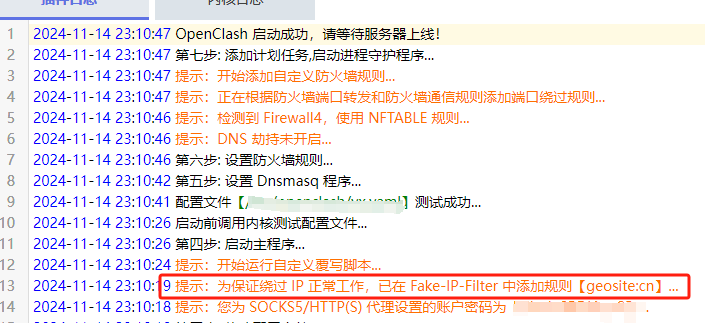 插件日志 内核日志
1 2024-11-14 23:10:47 OpenClash 启动成功，请等待服务器上线！
2 2024-11-14 23:10:47 第七步: 添加计划任务,启动进程守护程序...
3 2024-11-14 23:10:47 提示：开始添加自定义防火墙规则...
4 2024-11-14 23:10:47 提示：正在根据防火墙端口转发和防火墙通信规则添加端口绕过规则...
5 2024-11-14 23:10:46 提示：检测到 Firewall4，使用 NFTABLE 规则...
6 2024-11-14 23:10:46 提示：DNS 劫持未开启...
7 2024-11-14 23:10:46 第六步: 设置防火墙规则...
8 2024-11-14 23:10:42 第五步: 设置 Dnsmasq 程序...
9 2024-11-14 23:10:41 配置文件【】测试成功...
10 2024-11-14 23:10:26 启动前调用内核测试配置文件...
11 2024-11-14 23:10:26 第四步: 启动主程序...
12 2024-11-14 23:10:24 提示：开始运行自定义覆写脚本...
13 2024-11-14 23:10:19 提示：为保证绕过 IP 正常工作，已在 Fake-IP-Filter 中添加规则【geosite:cn】...
14 2024-11-14 23:10:18 提示：您为 SOCKS5/HTTP(S) 代理设置的账户密码为